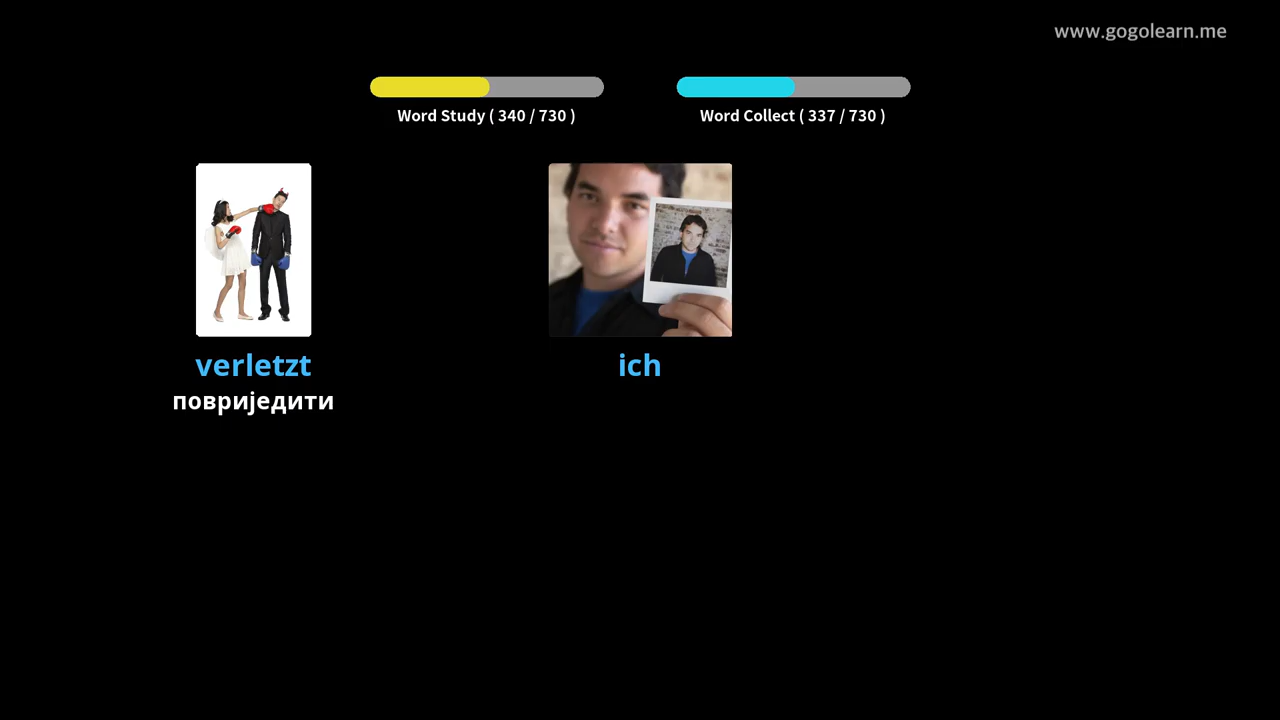 www.gogolearn.me
Word Study ( 340 / 730 )
Word Collect ( 337 / 730 )
verletzt
повриједити
ich